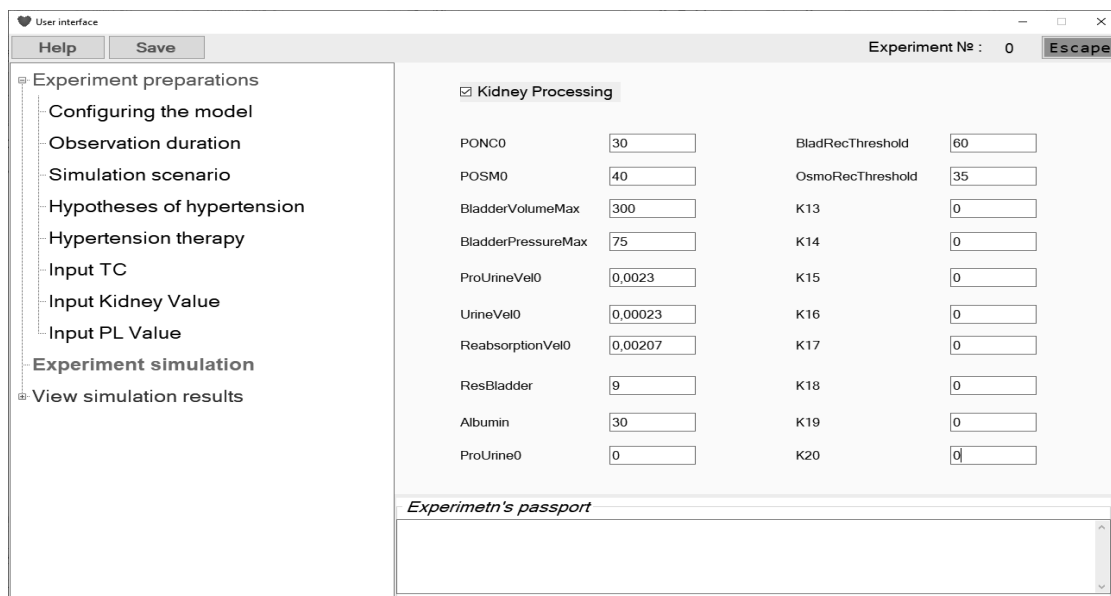 User interface
Help Save Experiment № : 0 Escape
Experiment preparations
Configuring the model
Observation duration
Simulation scenario
Hypotheses of hypertension
Hypertension therapy
Input TC
Input Kidney Value
Input PL Value
Experiment simulation
View simulation results
Kidney Processing
PONC0 30 BladRecThreshold 60
POSM0 40 OsmoRecThreshold 35
BladderVolumeMax 300 K13 0
BladderPressureMax 75 K14 0
ProUrineVel0 0,0023 K15 0
UrineVel0 0,00023 K16 0
ReabsorptionVel0 0,00207 K17 0
ResBladder 9 K18 0
Albumin 30 K19 0
ProUrine0 0 K20 0
Experimetn's passport